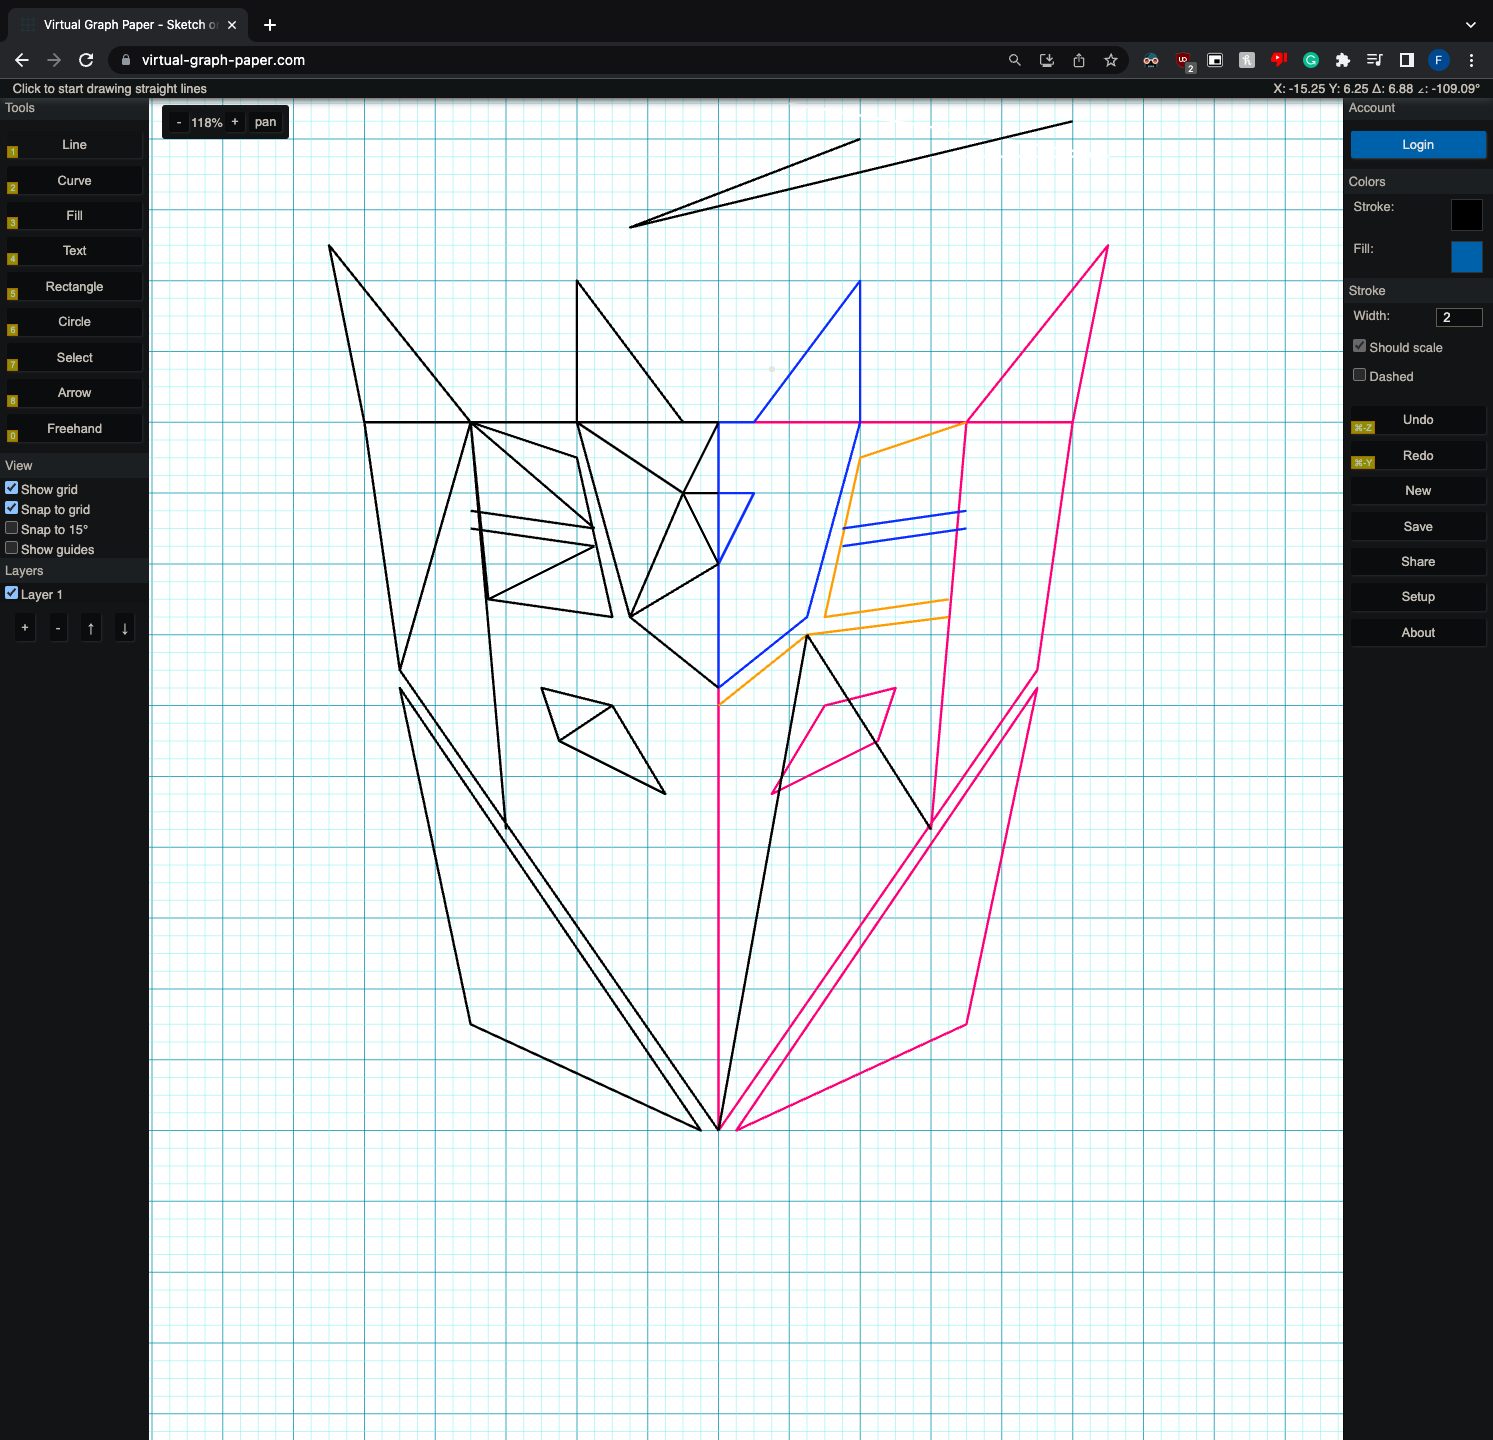 Virtual Graph Paper - Sketch o
virtual-graph-paper.com
2
F
Click to start drawing straight lines
X: -15.25 Y: 6.25 Δ: 6.88 ∠: -109.09°
Tools
- 118% + pan
1 Line
2 Curve
3 Fill
4 Text
5 Rectangle
6 Circle
7 Select
8 Arrow
0 Freehand
View
Show grid
Snap to grid
Snap to 15°
Show guides
Layers
Layer 1
+ - ↑ ↓
Account
Login
Colors
Stroke:
Fill:
Stroke
Width: 2
Should scale
Dashed
⌘-Z Undo
⌘-Y Redo
New
Save
Share
Setup
About